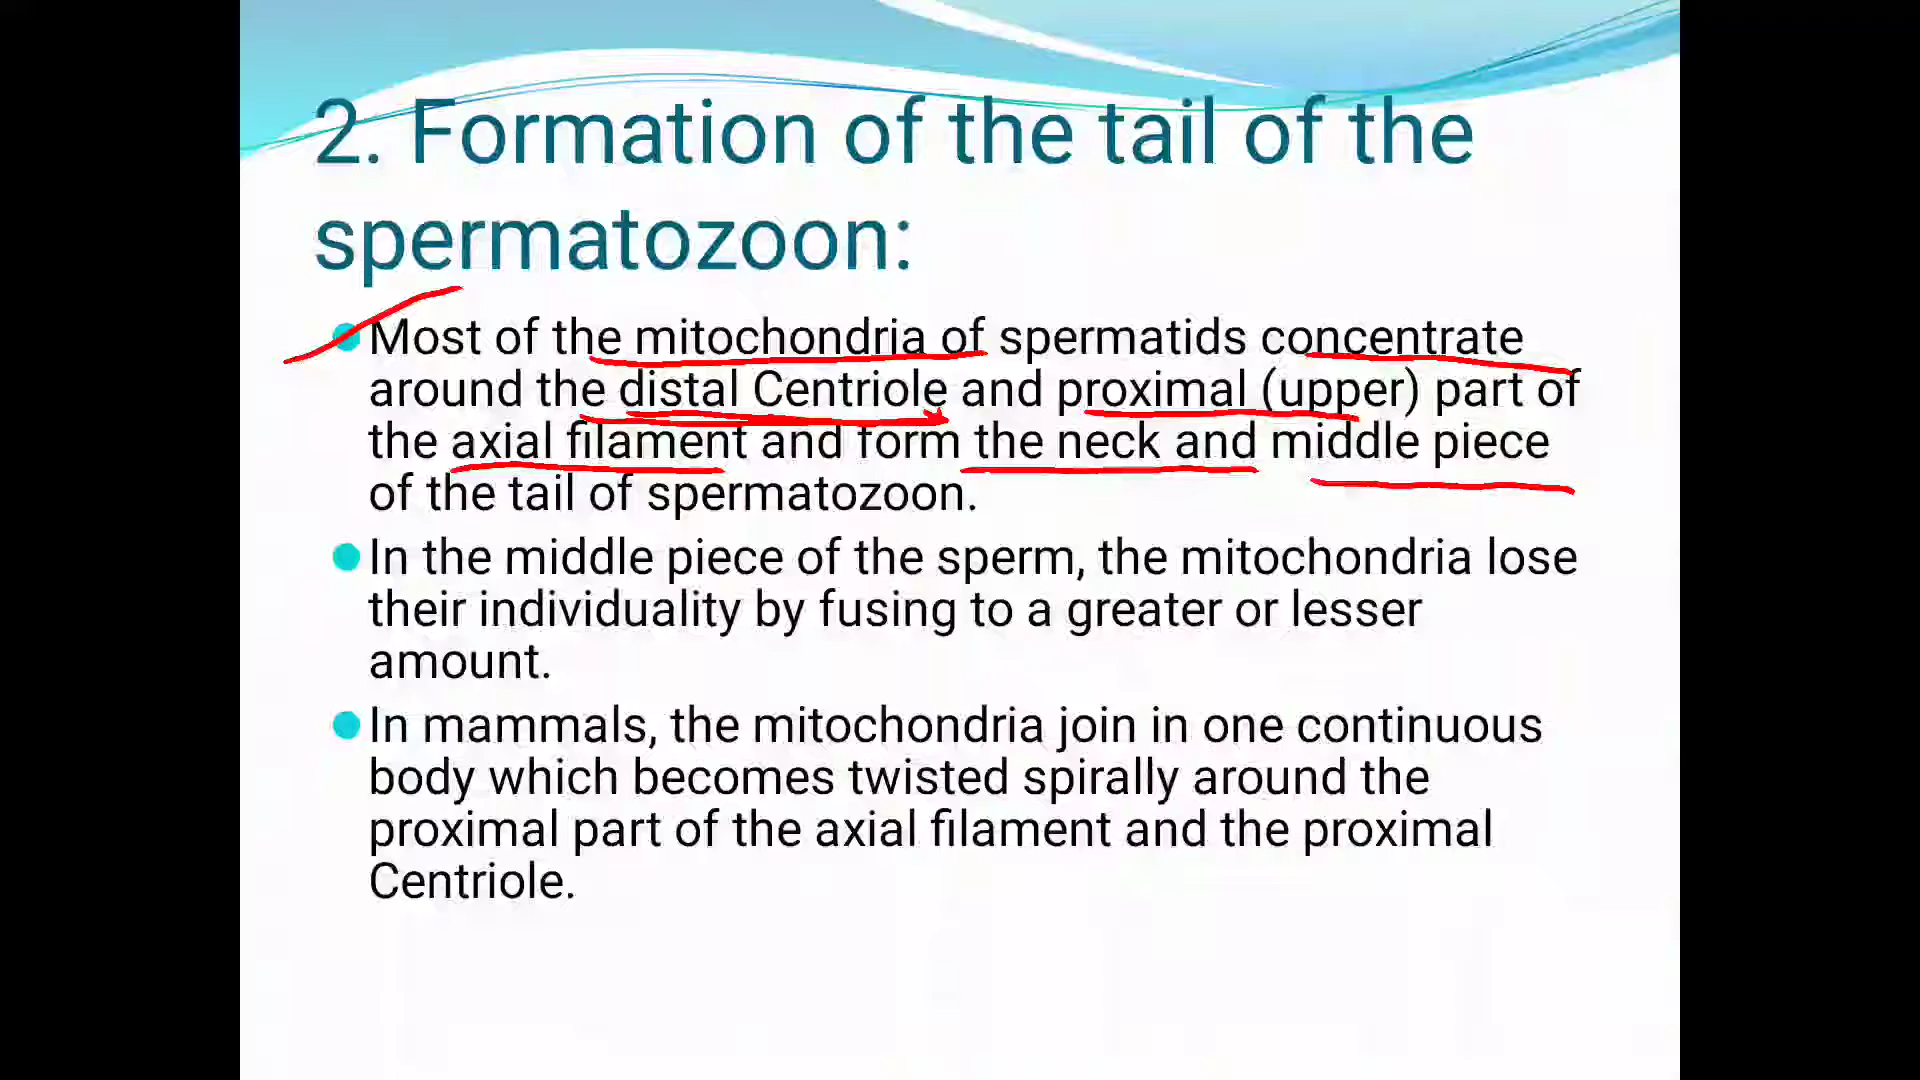 2. Formation of the tail of the
spermatozoon:
Most of the mitochondria of spermatids concentrate
around the distal Centriole and proximal (upper) part of
the axial filament and form the neck and middle piece
of the tail of spermatozoon.
In the middle piece of the sperm, the mitochondria lose
their individuality by fusing to a greater or lesser
amount.
In mammals, the mitochondria join in one continuous
body which becomes twisted spirally around the
proximal part of the axial filament and the proximal
Centriole.